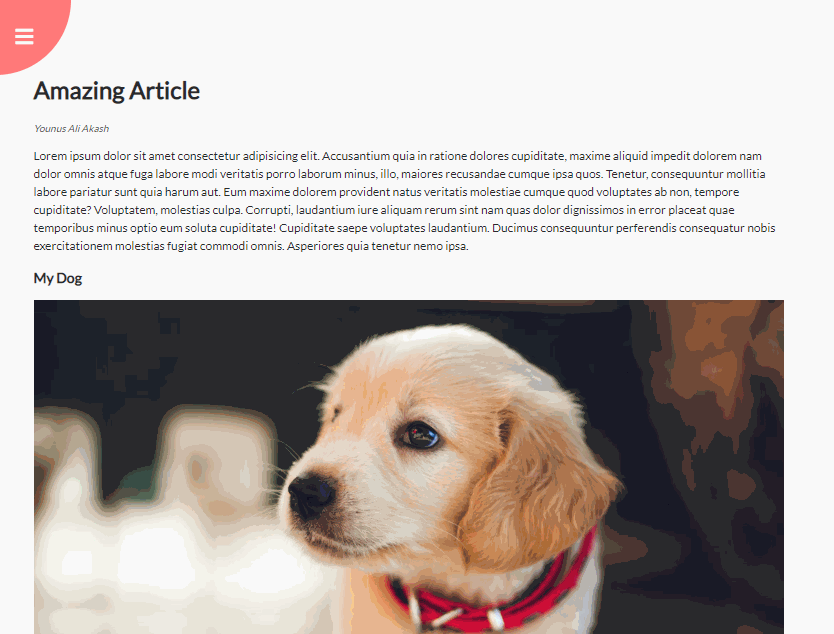 Amazing Article
Younus Ali Akash
Lorem ipsum dolor sit amet consectetur adipisicing elit. Accusantium quia in ratione dolores cupiditate, maxime aliquid impedit dolorem nam
dolor omnis atque fuga labore modi veritatis porro laborum minus, illo, maiores recusandae cumque ipsa quos. Tenetur, consequuntur mollitia
labore pariatur sunt quia harum aut. Eum maxime dolorem provident natus veritatis molestiae cumque quod voluptates ab non, tempore
cupiditate? Voluptatem, molestias culpa. Corrupti, laudantium iure aliquam rerum sint nam quas dolor dignissimos in error placeat quae
temporibus minus optio eum soluta cupiditate! Cupiditate saepe voluptates laudantium. Ducimus consequuntur perferendis consequatur nobis
exercitationem molestias fugiat commodi omnis. Asperiores quia tenetur nemo ipsa.
My Dog